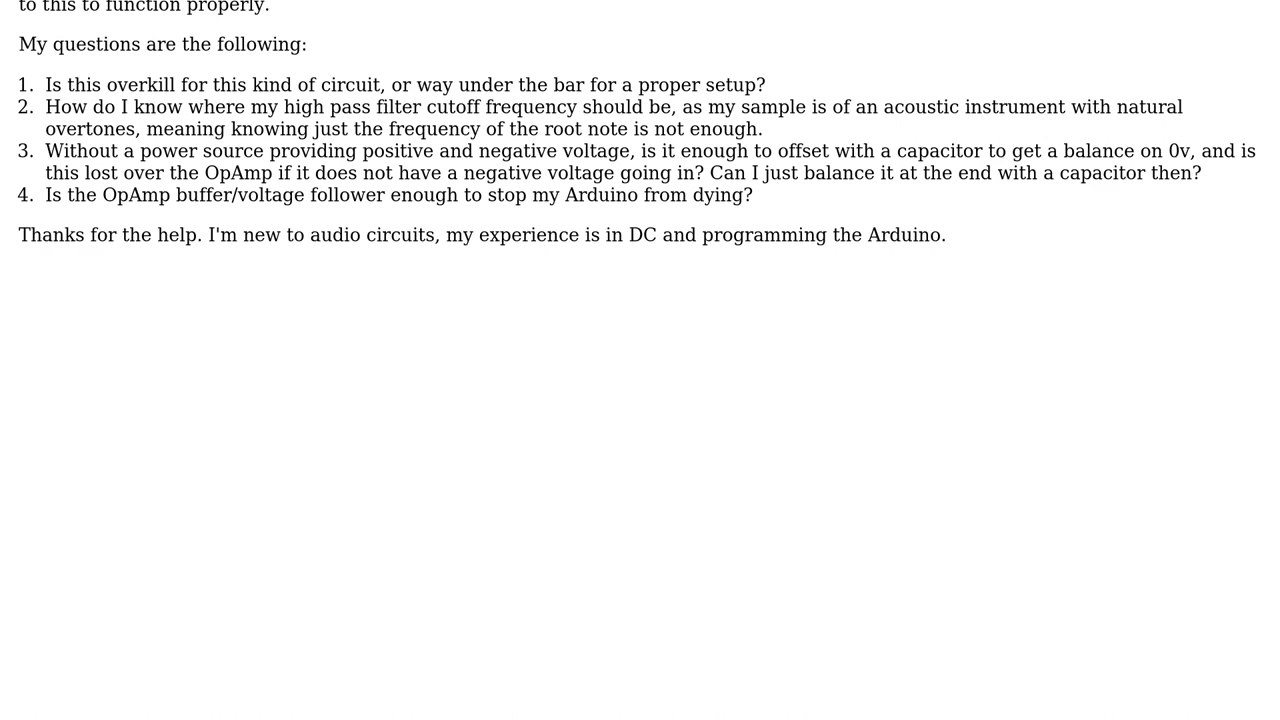 to this to function properly.
My questions are the following:
1. Is this overkill for this kind of circuit, or way under the bar for a proper setup?
2. How do I know where my high pass filter cutoff frequency should be, as my sample is of an acoustic instrument with natural
overtones, meaning knowing just the frequency of the root note is not enough.
3. Without a power source providing positive and negative voltage, is it enough to offset with a capacitor to get a balance on 0v, and is
this lost over the OpAmp if it does not have a negative voltage going in? Can I just balance it at the end with a capacitor then?
4. Is the OpAmp buffer/voltage follower enough to stop my Arduino from dying?
Thanks for the help. I'm new to audio circuits, my experience is in DC and programming the Arduino.